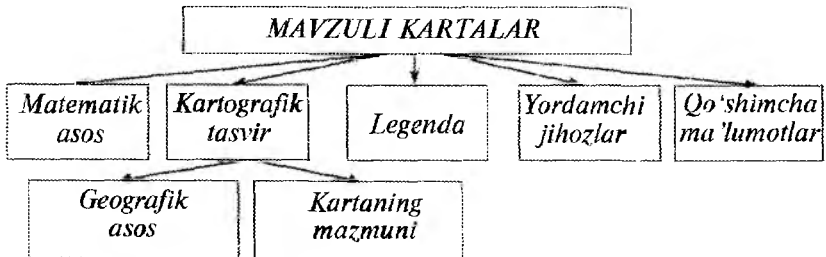 MAVZULI KARTALAR
Matematik
asos
Kartografik
tasvir
Legenda
Yordamchi
jihozlar
Qo‘shimcha
ma’lumotlar
Geografik
asos
Kartaning
mazmuni